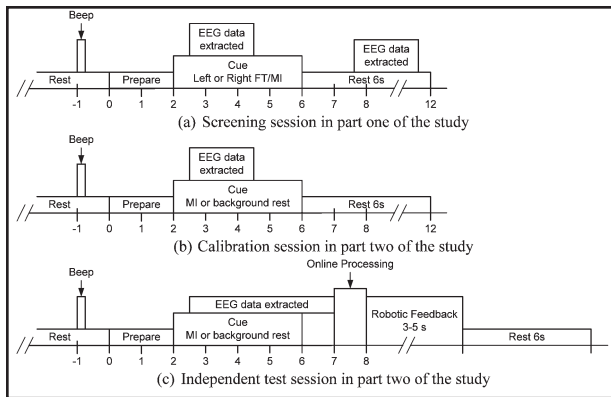 Beep
EEG data
extracted
EEG data
extracted
Cue
Left or Right FT/MI
Rest
Prepare
Rest 6s
-1 0 1 2 3 4 5 6 7 8 12
(a) Screening session in part one of the study
Beep
EEG data
extracted
Cue
MI or background rest
Rest
Prepare
Rest 6s
-1 0 1 2 3 4 5 6 7 8 12
(b) Calibration session in part two of the study
Online Processing
Beep
EEG data extracted
Cue
MI or background rest
Robotic Feedback
3-5 s
Rest
Prepare
Rest 6s
-1 0 1 2 3 4 5 6 7 8
(c) Independent test session in part two of the study